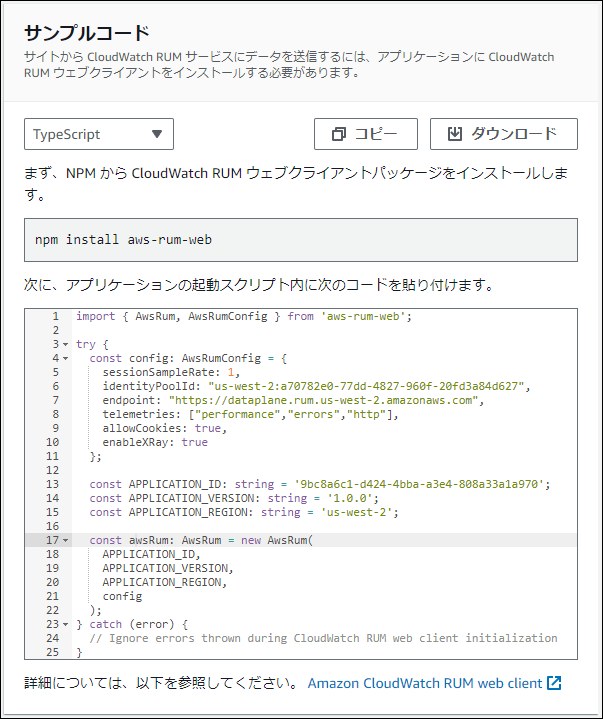 サンプルコード
サイトから CloudWatch RUM サービスにデータを送信するには、アプリケーションに CloudWatch
RUM ウェブクライアントをインストールする必要があります。
TypeScript
コピー
ダウンロード
まず、NPM から CloudWatch RUM ウェブクライアントパッケージをインストールしま
す。
npm install aws-rum-web
次に、アプリケーションの起動スクリプト内に次のコードを貼り付けます。
1 import { AwsRum, AwsRumConfig } from 'aws-rum-web';
2
3 try {
4   const config: AwsRumConfig = {
5     sessionSampleRate: 1,
6     identityPoolId: "us-west-2:a70782e0-77dd-4827-960f-20fd3a84d627",
7     endpoint: "https://dataplane.rum.us-west-2.amazonaws.com",
8     telemetries: ["performance","errors","http"],
9     allowCookies: true,
10     enableXRay: true
11   };
12
13   const APPLICATION_ID: string = '9bc8a6c1-d424-4bba-a3e4-808a33a1a970';
14   const APPLICATION_VERSION: string = '1.0.0';
15   const APPLICATION_REGION: string = 'us-west-2';
16
17   const awsRum: AwsRum = new AwsRum(
18     APPLICATION_ID,
19     APPLICATION_VERSION,
20     APPLICATION_REGION,
21     config
22   );
23 } catch (error) {
24   // Ignore errors thrown during CloudWatch RUM web client initialization
25 }
詳細については、以下を参照してください。 Amazon CloudWatch RUM web client